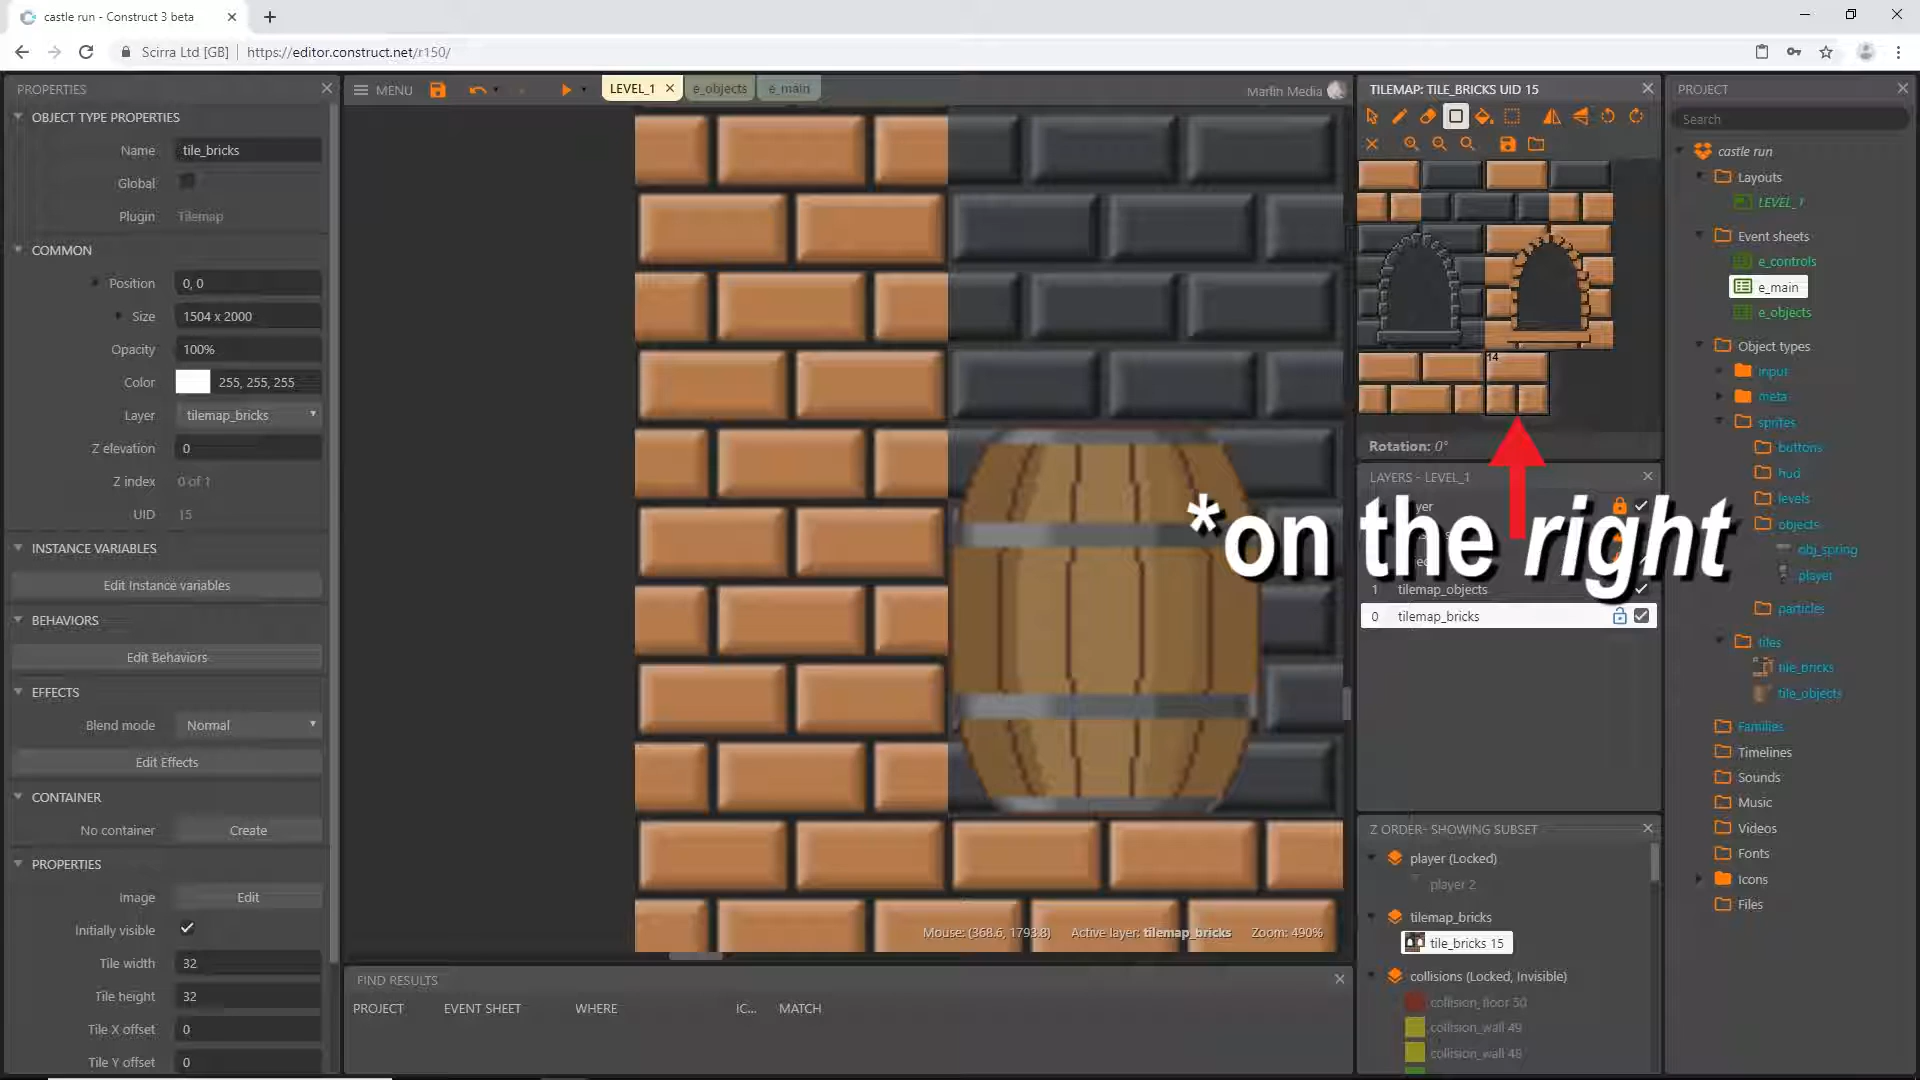 castle run - Construct 3 beta
Scirra Ltd [GB]
https://editor.construct.net/r150/
PROPERTIES
OBJECT TYPE PROPERTIES
Name tile_bricks
Global
Plugin Tilemap
COMMON
Position 0, 0
Size 1504 x 2000
Opacity 100%
Color 255, 255, 255
Layer tilemap_bricks
Z elevation 0
Z index 0 of 1
UID 15
INSTANCE VARIABLES
Edit Instance variables
BEHAVIORS
Edit Behaviors
EFFECTS
Blend mode Normal
Edit Effects
CONTAINER
No container Create
PROPERTIES
Image Edit
Initially visible
Tile width 32
Tile height 32
Tile X offset 0
Tile Y offset 0
MENU
LEVEL_1
e_objects
e_main
Marlin Media
*on the right
Mouse: (368.6, 1793.8) Active layer: tilemap_bricks Zoom: 490%
FIND RESULTS
PROJECT EVENT SHEET WHERE IC... MATCH
TILEMAP: TILE_BRICKS UID 15
14
Rotation: 0°
LAYERS - LEVEL_1
1 tilemap_objects
0 tilemap_bricks
Z ORDER- SHOWING SUBSET
player (Locked)
player 2
tilemap_bricks
tile_bricks 15
collisions (Locked, Invisible)
collision_floor 50
collision_wall 49
collision_wall 48
PROJECT
Search
castle run
Layouts
LEVEL_1
Event sheets
e_controls
e_main
e_objects
Object types
input
meta
sprites
buttons
hud
levels
objects
obj_spring
player
particles
tiles
tile_bricks
tile_objects
Families
Timelines
Sounds
Music
Videos
Fonts
Icons
Files